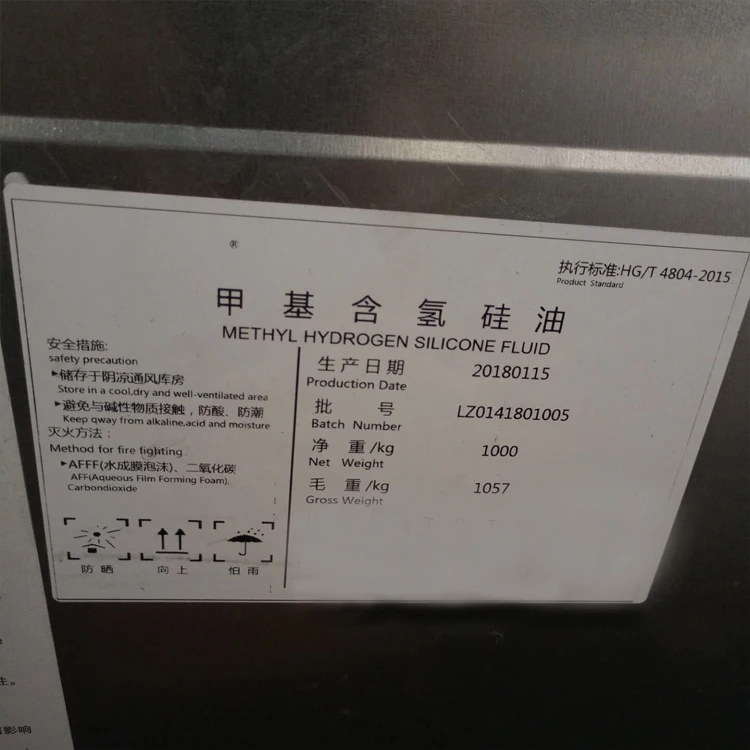 ®
执行标准:HG/T 4804-2015
Product Standard
甲基含氢硅油
METHYL HYDROGEN SILICONE FLUID
安全措施:
safety precaution
▸储存于阴凉通风库房
Store in a cool,dry and well-ventilated area
▸避免与碱性物质接触，防酸、防潮
Keep qway from alkaline,acid and moisture
灭火方法：
Method for fire fighting
▸AFFF(水成膜泡沫)、二氧化碳
AFF(Aqueous Film Forming Foam).
Carbondioxide
防晒 向上 怕雨
生产日期 20180115
Production Date
批 号 LZ0141801005
Batch Number
净 重/kg 1000
Net Weight
毛 重/kg 1057
Gross Weight
影响